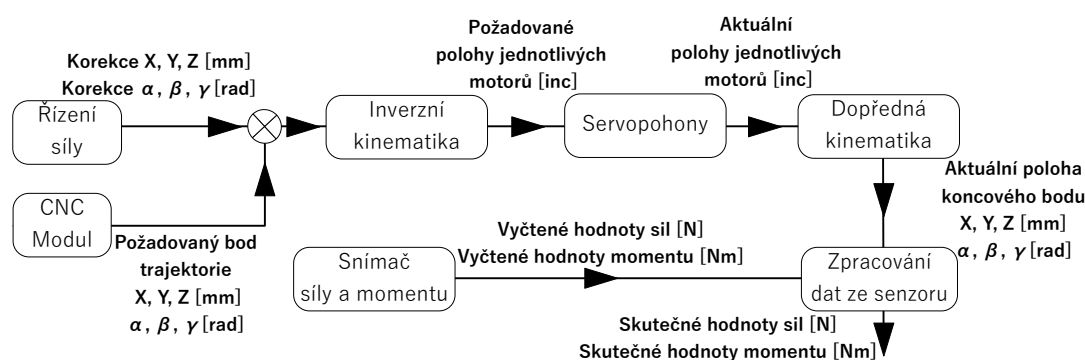 Korekce X, Y, Z [mm]
Korekce α, β, γ [rad]
Řízení
síly
Inverzní
kinematika
Požadované
polohy jednotlivých
motorů [inc]
Servopohony
Aktuální
polohy jednotlivých
motorů [inc]
Dopředná
kinematika
Aktuální poloha
koncového bodu
X, Y, Z [mm]
α, β, γ [rad]
CNC
Modul
Požadovaný bod
trajektorie
X, Y, Z [mm]
α, β, γ [rad]
Snímač
síly a momentu
Vyčtené hodnoty sil [N]
Vyčtené hodnoty momentu [Nm]
Zpracování
dat ze senzoru
Skutečné hodnoty sil [N]
Skutečné hodnoty momentu [Nm]